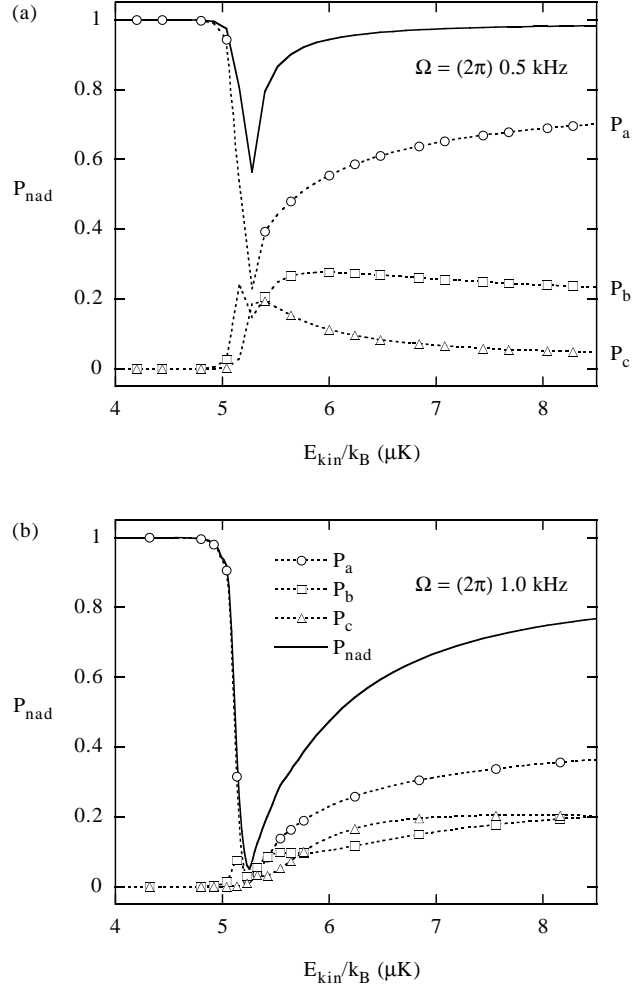 (a)
1
0.8
0.6
0.4
0.2
0
P_nad
Ω = (2π) 0.5 kHz
P_a
P_b
P_c
4 5 6 7 8
E_kin/k_B (μK)
(b)
1
0.8
0.6
0.4
0.2
0
P_nad
P_a
P_b
P_c
P_nad
Ω = (2π) 1.0 kHz
4 5 6 7 8
E_kin/k_B (μK)